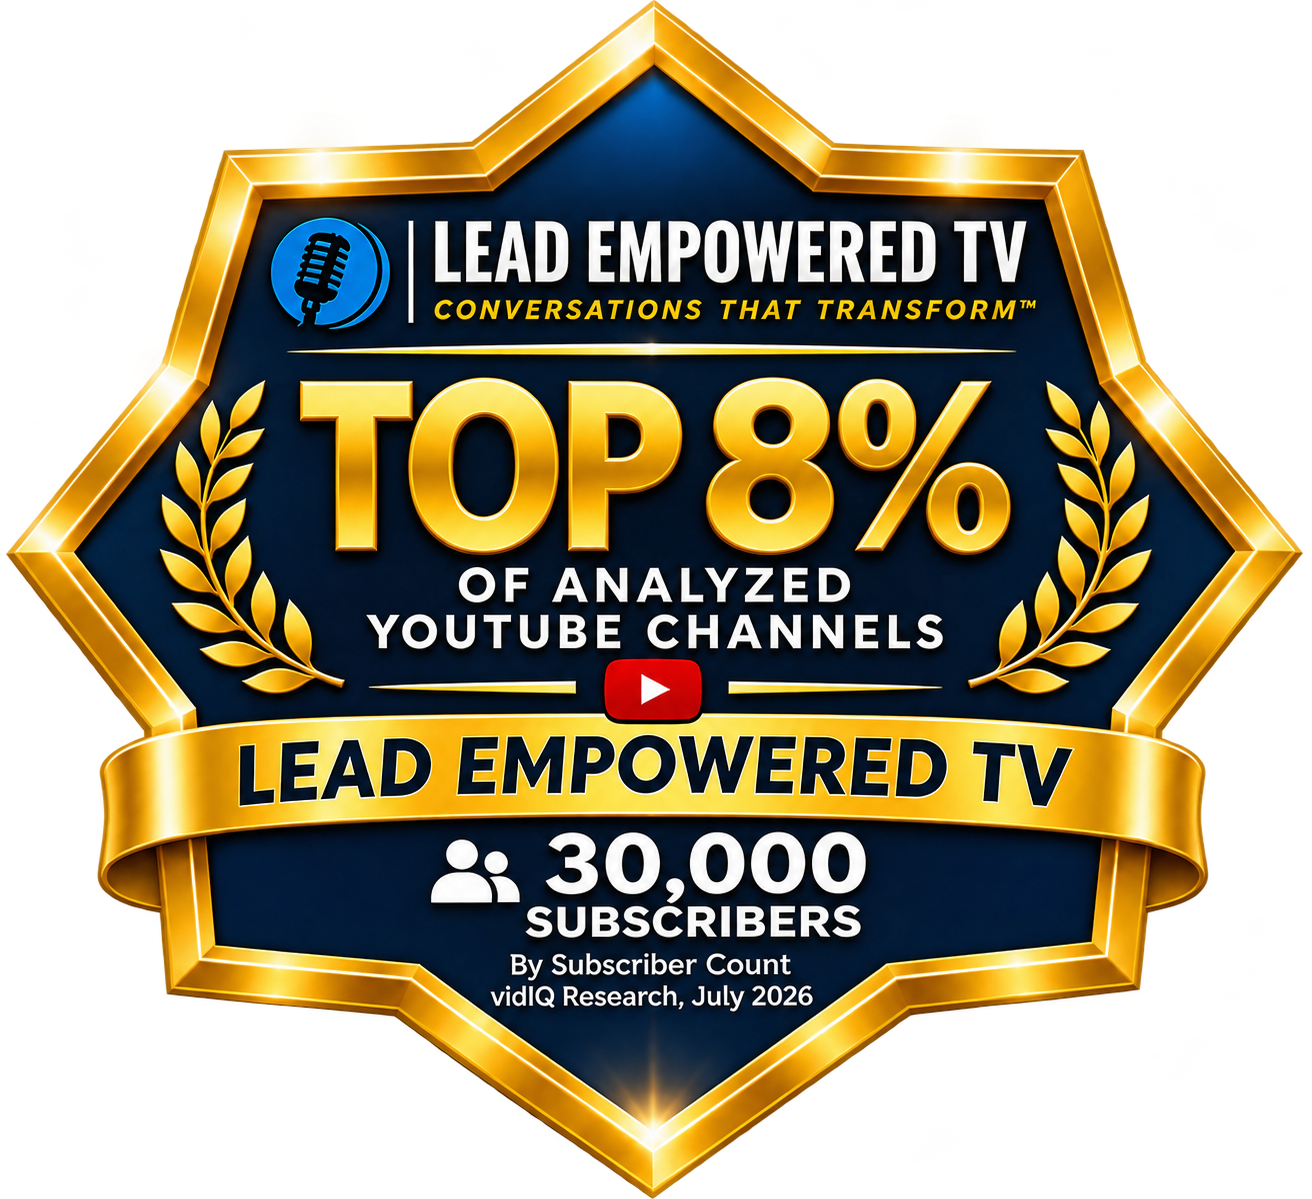 LEAD EMPOWERED TV
CONVERSATIONS THAT TRANSFORM™
TOP 8%
OF ANALYZED
YOUTUBE CHANNELS
LEAD EMPOWERED TV
30,000
SUBSCRIBERS
By Subscriber Count
vidIQ Research, July 2026